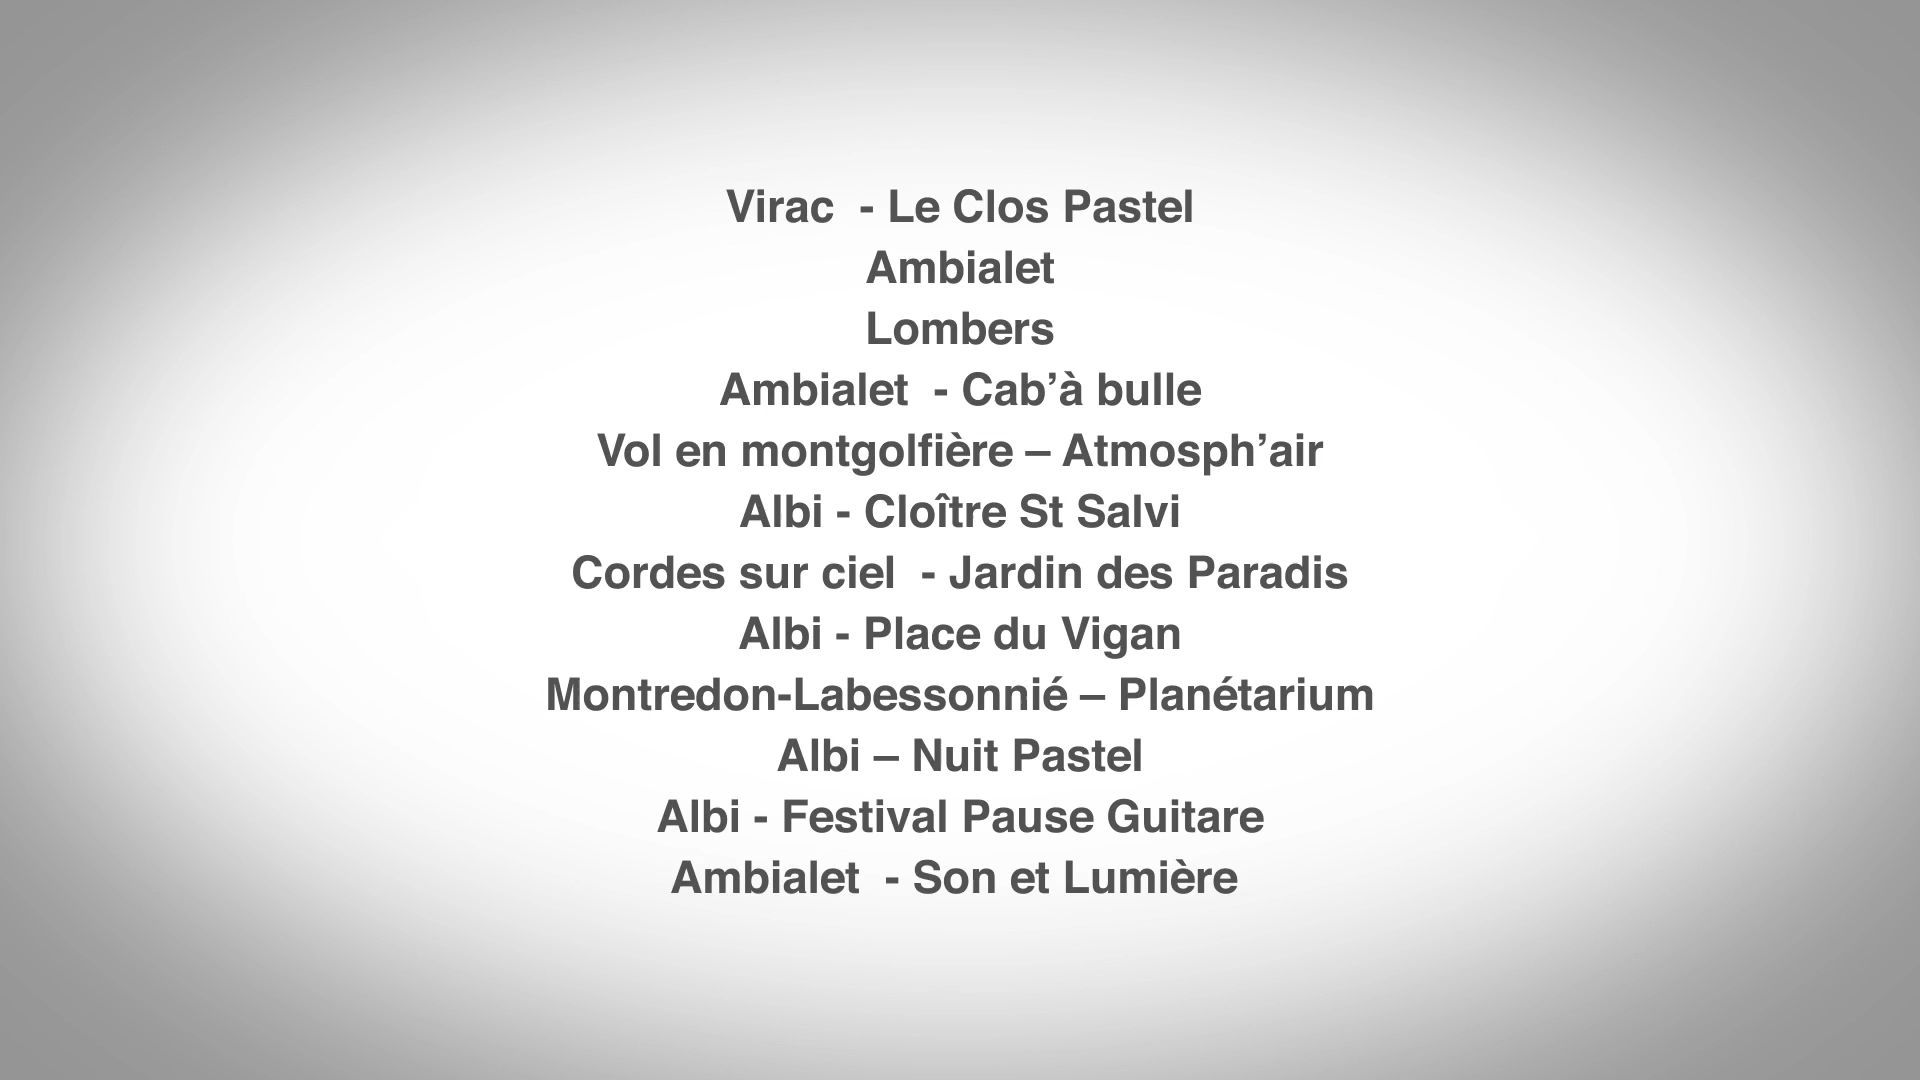 Virac  - Le Clos Pastel
Ambialet
Lombers
Ambialet  - Cab’à bulle
Vol en montgolfière – Atmosph’air
Albi - Cloître St Salvi
Cordes sur ciel  - Jardin des Paradis
Albi - Place du Vigan
Montredon-Labessonnié – Planétarium
Albi – Nuit Pastel
Albi - Festival Pause Guitare
Ambialet  - Son et Lumière